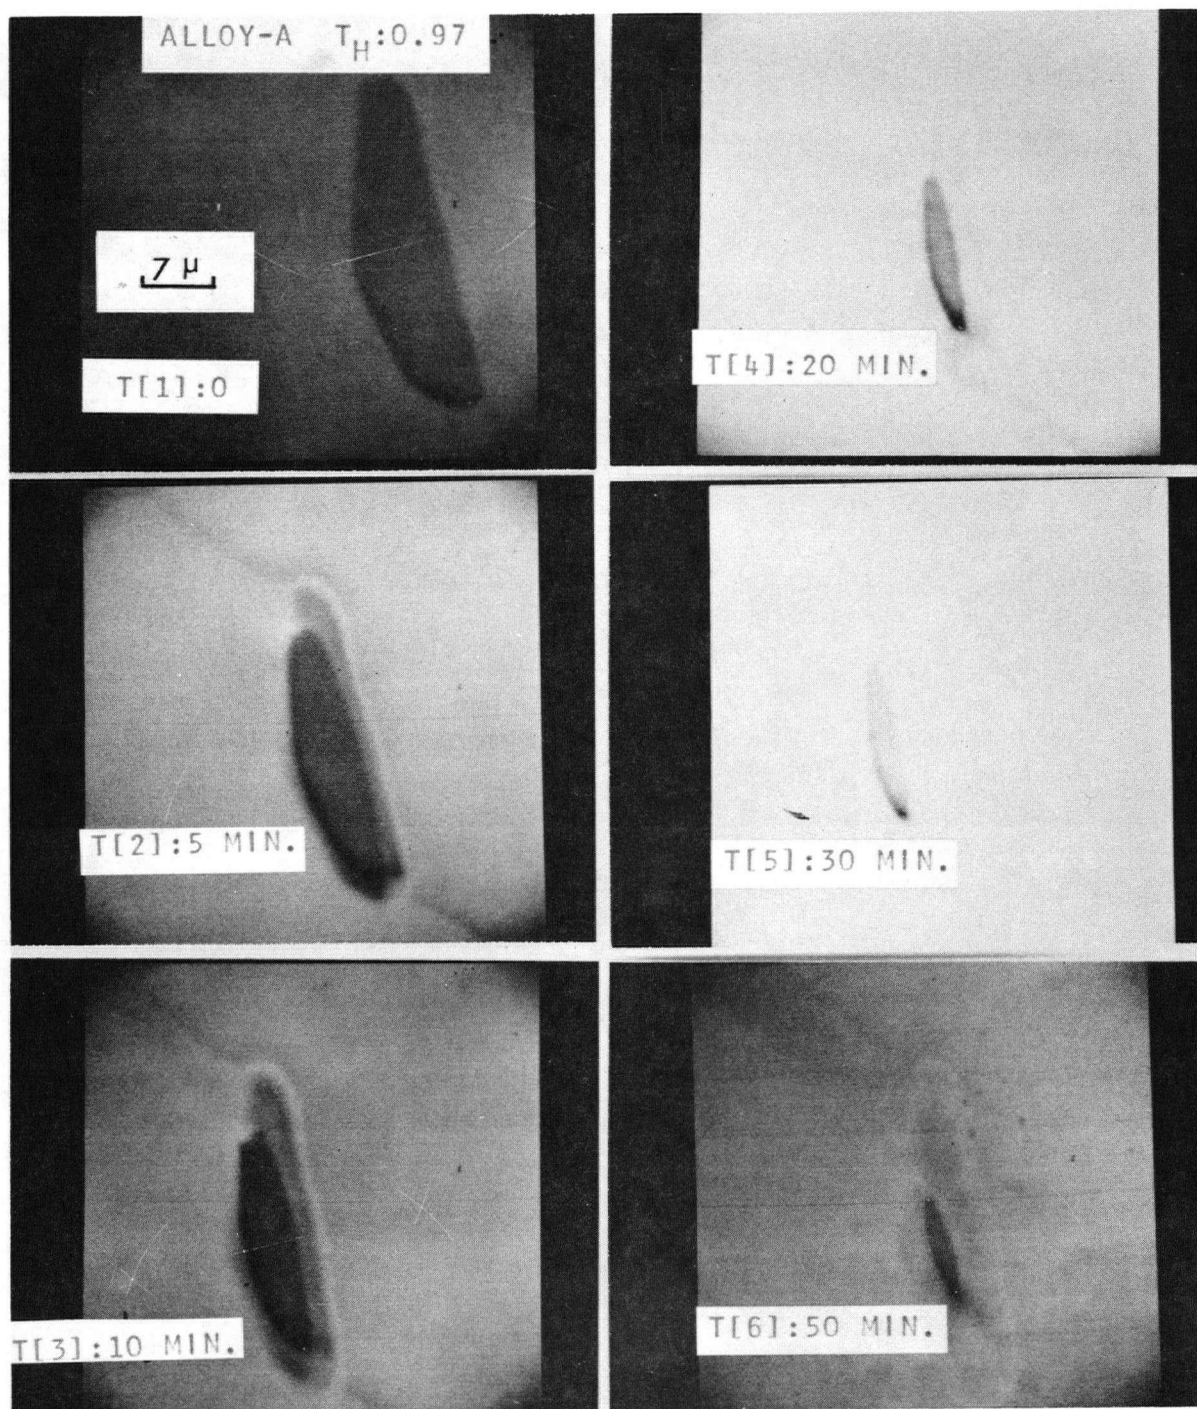 ALLOY-A T_H:0.97
7 μ
T[1]:0
T[2]:5 MIN.
T[3]:10 MIN.
T[4]:20 MIN.
T[5]:30 MIN.
T[6]:50 MIN.